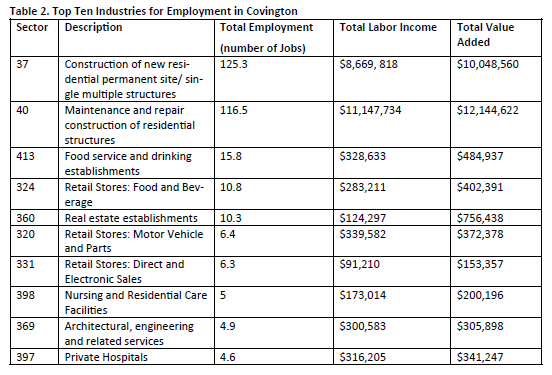 Table 2. Top Ten Industries for Employment in Covington
Sector Description Total Employment Total Labor Income Total Value
(number of Jobs) Added
37 Construction of new resi- 125.3 $8,669, 818 $10,048,560
dential permanent site/ sin-
gle multiple structures
40 Maintenance and repair 116.5 $11,147,734 $12,144,622
construction of residential
structures
413 Food service and drinking 15.8 $328,633 $484,937
establishments
324 Retail Stores: Food and Bev- 10.8 $283,211 $402,391
erage
360 Real estate establishments 10.3 $124,297 $756,438
320 Retail Stores: Motor Vehicle 6.4 $339,582 $372,378
and Parts
331 Retail Stores: Direct and 6.3 $91,210 $153,357
Electronic Sales
398 Nursing and Residential Care 5 $173,014 $200,196
Facilities
369 Architectural, engineering 4.9 $300,583 $305,898
and related services
397 Private Hospitals 4.6 $316,205 $341,247